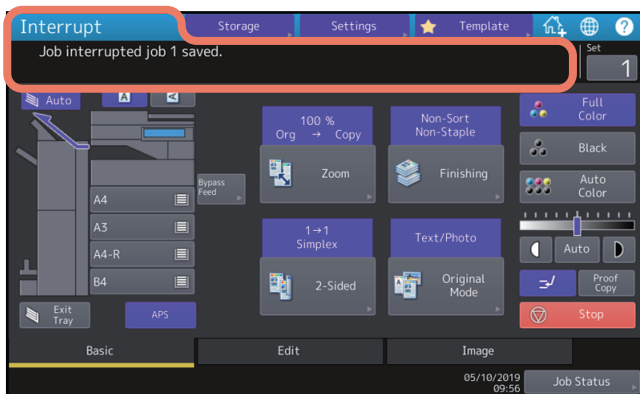 Interrupt
Storage
Settings
Template
?
Job interrupted job 1 saved.
Set
1
Auto
A
A
100 %
Org → Copy
Zoom
Non-Sort
Non-Staple
Finishing
Full
Color
Black
Auto
Color
Bypass
Feed
A4
A3
A4-R
B4
1→1
Simplex
2-Sided
Text/Photo
Original
Mode
Auto
Proof
Copy
Exit
Tray
APS
Stop
Basic
Edit
Image
05/10/2019
09:56
Job Status